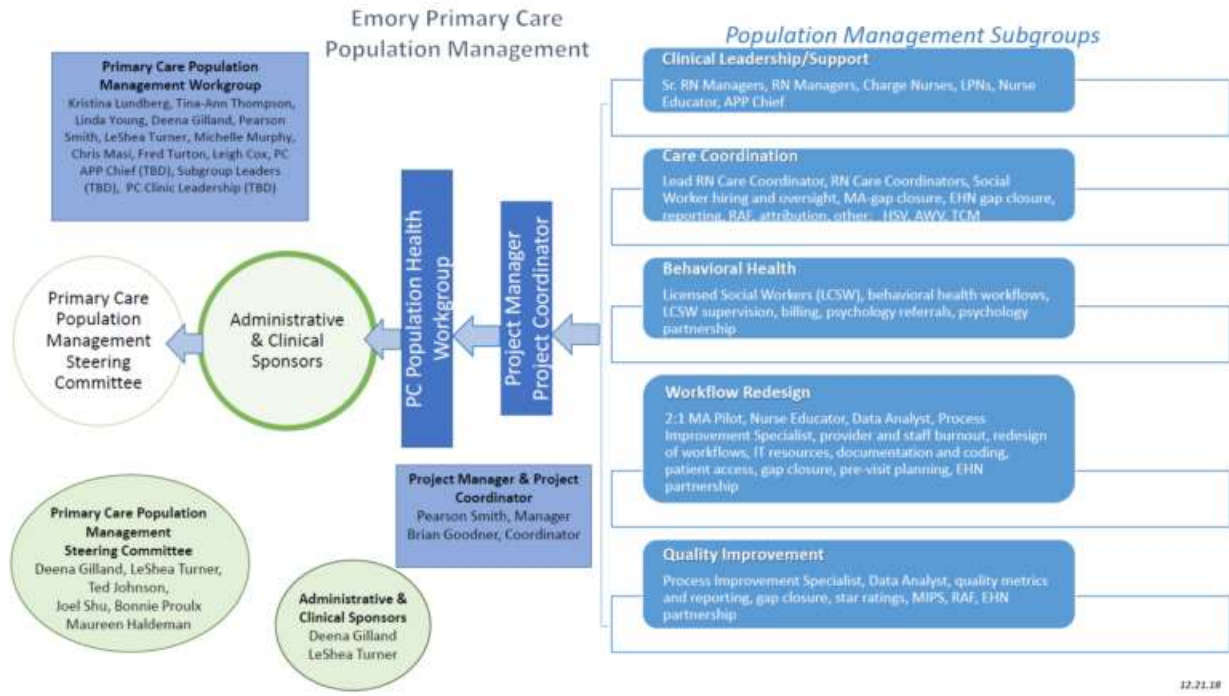 Emory Primary Care
Population Management
Population Management Subgroups
Primary Care Population
Management Workgroup
Kristina Lundberg, Tina-Ann Thompson,
Linda Young, Deena Gilland, Pearson
Smith, LeShea Turner, Michelle Murphy,
Chris Masi, Fred Turton, Leigh Cox, PC
APP Chief (TBD), Subgroup Leaders
(TBD), PC Clinic Leadership (TBD)
Primary Care
Population
Management
Steering
Committee
Administrative
& Clinical
Sponsors
PC Population Health
Workgroup
Project Manager
Project Coordinator
Primary Care Population
Management
Steering Committee
Deena Gilland, LeShea Turner,
Ted Johnson,
Joel Shu, Bonnie Proulx
Maureen Haldeman
Administrative &
Clinical Sponsors
Deena Gilland
LeShea Turner
Project Manager & Project
Coordinator
Pearson Smith, Manager
Brian Goodner, Coordinator
Clinical Leadership/Support
Sr. RN Managers, RN Managers, Charge Nurses, LPNs, Nurse
Educator, APP Chief
Care Coordination
Lead RN Care Coordinator, RN Care Coordinators, Social
Worker hiring and oversight, MA-gap closure, EHN gap closure,
reporting, RAF, attribution, other: HSV, AWV, TCM
Behavioral Health
Licensed Social Workers (LCSW), behavioral health workflows,
LCSW supervision, billing, psychology referrals, psychology
partnership
Workflow Redesign
2:1 MA Pilot, Nurse Educator, Data Analyst, Process
Improvement Specialist, provider and staff burnout, redesign
of workflows, IT resources, documentation and coding,
patient access, gap closure, pre-visit planning, EHN
partnership
Quality Improvement
Process Improvement Specialist, Data Analyst, quality metrics
and reporting, gap closure, star ratings, MIPS, RAF, EHN
partnership
12.21.18